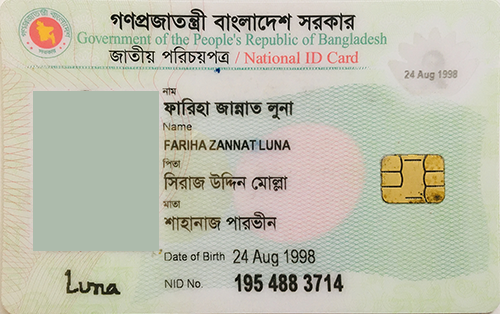 গণপ্রজাতন্ত্রী বাংলাদেশ সরকার
Government of the People's Republic of Bangladesh
জাতীয় পরিচয়পত্র / National ID Card
24 Aug 1998
নাম
ফারিহা জান্নাত লুনা
Name
FARIHA ZANNAT LUNA
পিতা
সিরাজ উদ্দিন মোল্লা
মাতা
শাহানাজ পারভীন
Date of Birth 24 Aug 1998
Luna
NID No. 195 488 3714